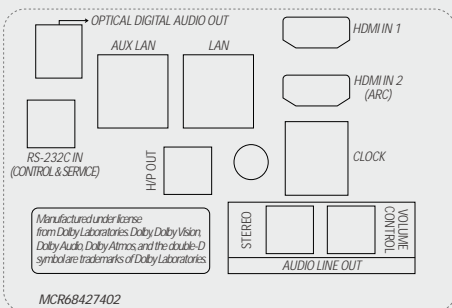 OPTICAL DIGITAL AUDIO OUT
AUX LAN
LAN
HDMI IN 1
HDMI IN 2
(ARC)
RS-232C IN
(CONTROL & SERVICE)
H/P OUT
CLOCK
STEREO
VOLUME
CONTROL
AUDIO LINE OUT
Manufactured under license
from Dolby Laboratories. Dolby, Dolby Vision,
Dolby Audio, Dolby Atmos, and the double-D
symbol are trademarks of Dolby Laboratories.
MCR68427402